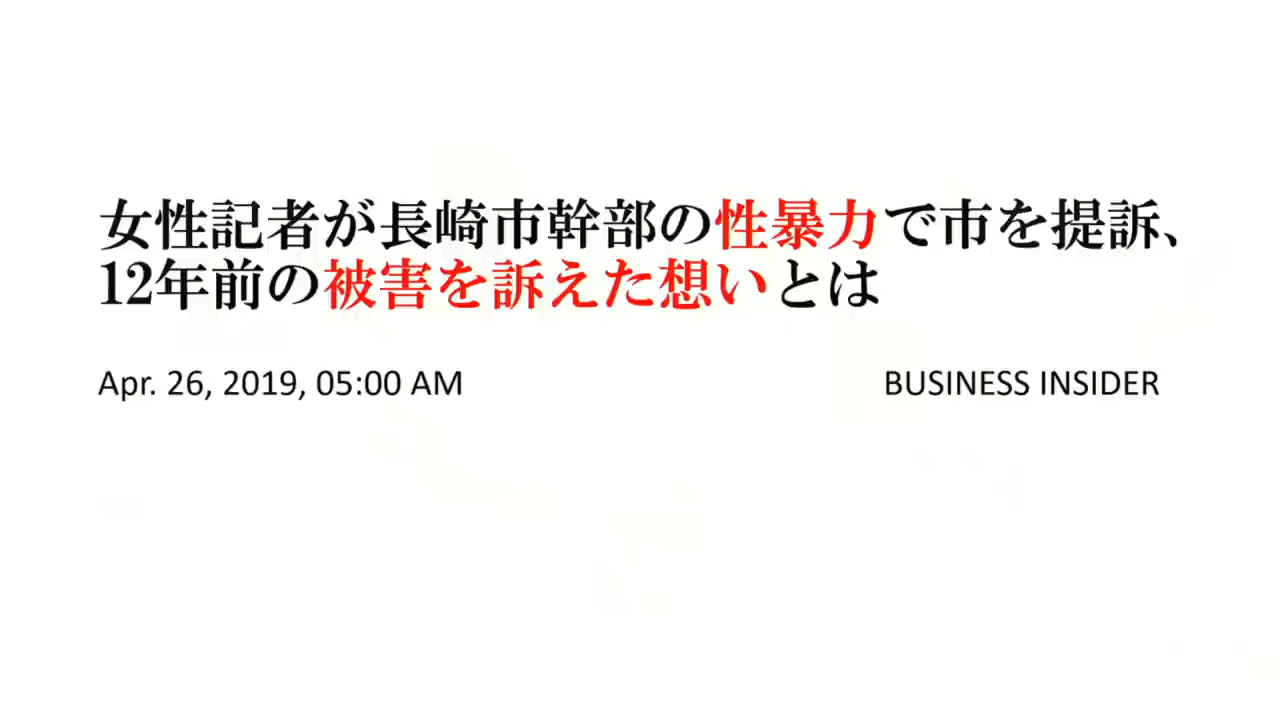 女性記者が長崎市幹部の性暴力で市を提訴、
12年前の被害を訴えた想いとは
Apr. 26, 2019, 05:00 AM
BUSINESS INSIDER